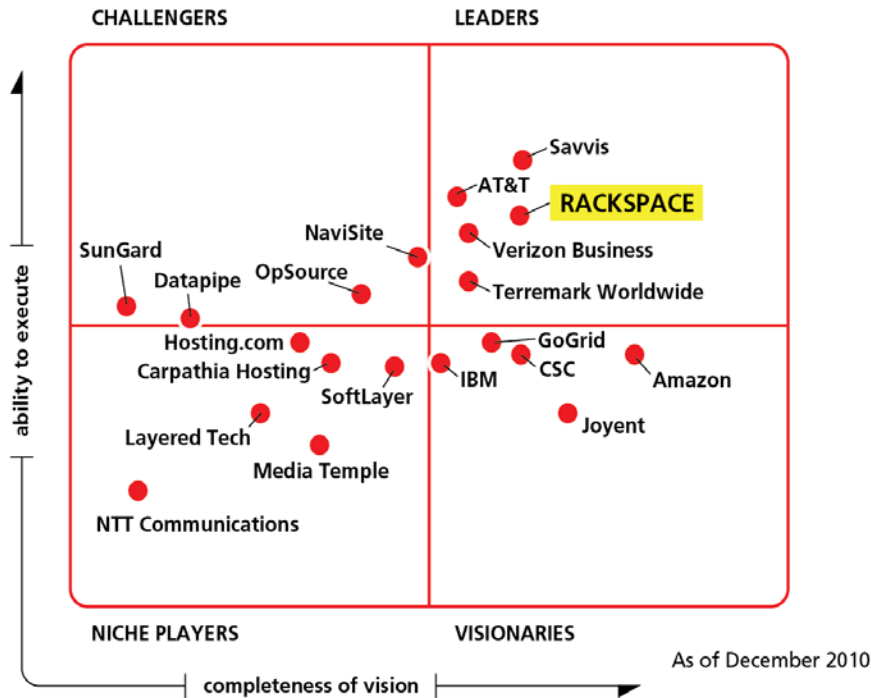 CHALLENGERS
LEADERS
Savvis
AT&T
RACKSPACE
NaviSite
Verizon Business
SunGard
Datapipe
OpSource
Terremark Worldwide
Hosting.com
GoGrid
Carpathia Hosting
IBM
CSC
Amazon
SoftLayer
Joyent
Layered Tech
Media Temple
NTT Communications
ability to execute
NICHE PLAYERS
VISIONARIES
As of December 2010
completeness of vision